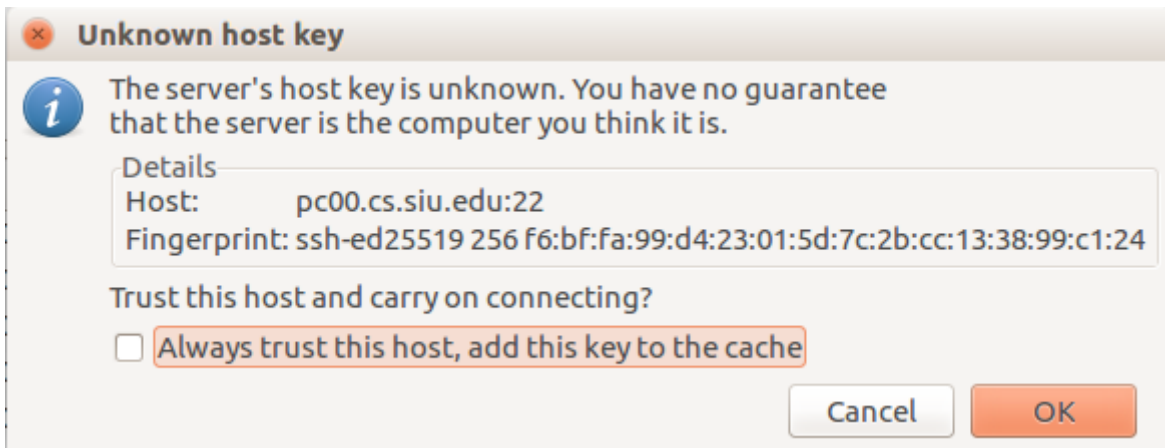 Unknown host key
The server's host key is unknown. You have no guarantee
that the server is the computer you think it is.
Details
Host: pc00.cs.siu.edu:22
Fingerprint: ssh-ed25519 256 f6:bf:fa:99:d4:23:01:5d:7c:2b:cc:13:38:99:c1:24
Trust this host and carry on connecting?
Always trust this host, add this key to the cache
Cancel OK